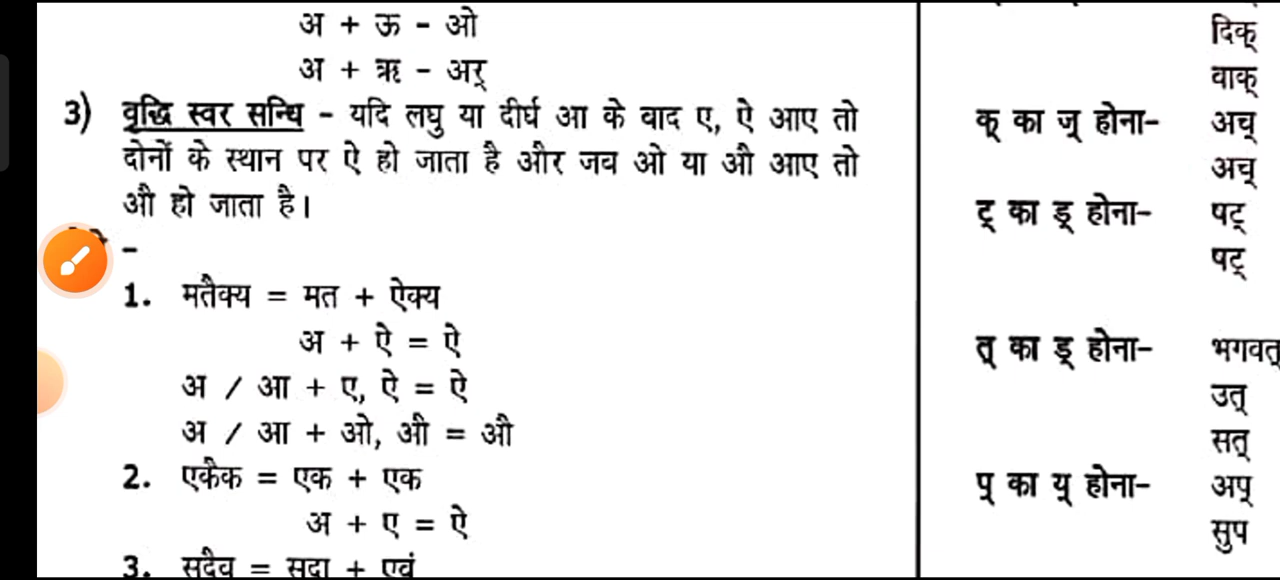 अ + ऊ - ओ
अ + ऋ - अर्
3) वृद्धि स्वर सन्धि - यदि लघु या दीर्घ आ के वाद ए, ऐ आए तो
दोनों के स्थान पर ऐ हो जाता है और जव ओ या औ आए तो
औ हो जाता है।
-
1. मतैक्य = मत + ऐक्य
अ + ऐ = ऐ
अ / आ + ए, ऐ = ऐ
अ / आ + ओ, औ = औ
2. एकैक = एक + एक
अ + ए = ऐ
3. सदैव = सदा + एवं
दिक्
वाक्
क् का ज् होना- अच्
अच्
ट् का ड् होना- षट्
षट्
त् का ड् होना- भगवत्
उत्
सत्
प् का य् होना- अप्
सुप